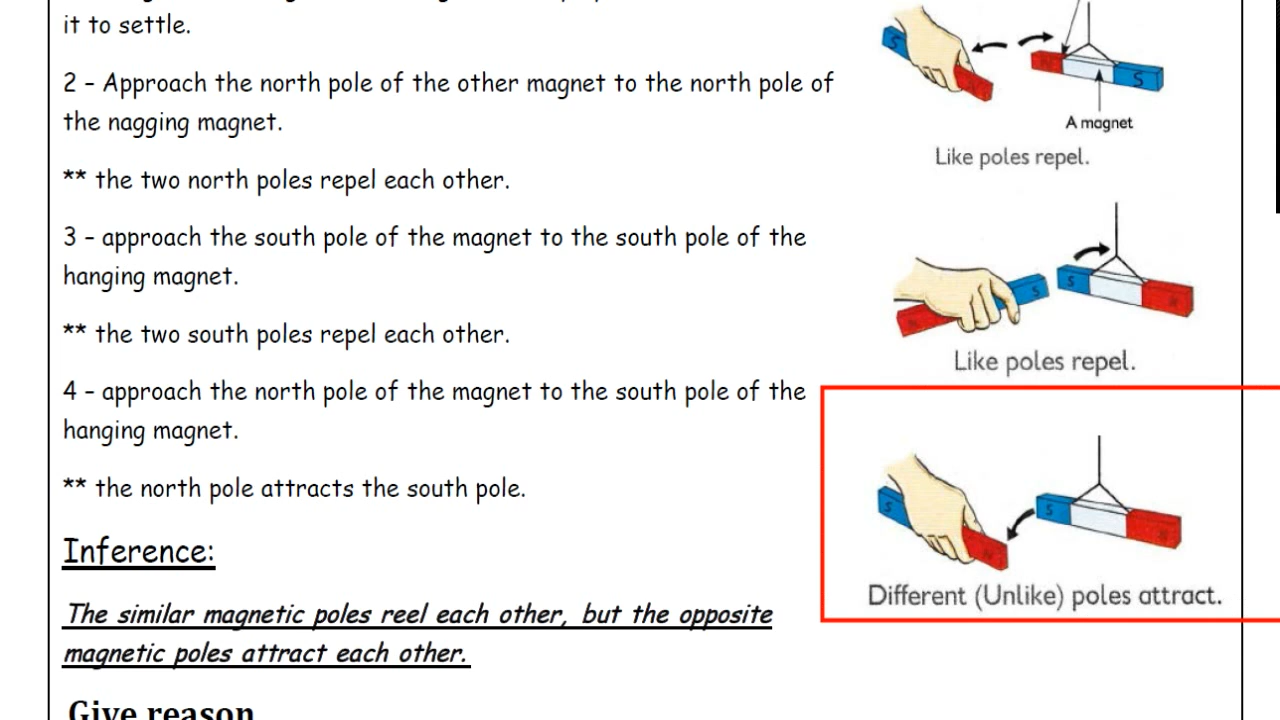 it to settle.
2 – Approach the north pole of the other magnet to the north pole of
the nagging magnet.
** the two north poles repel each other.
3 – approach the south pole of the magnet to the south pole of the
hanging magnet.
** the two south poles repel each other.
4 – approach the north pole of the magnet to the south pole of the
hanging magnet.
** the north pole attracts the south pole.
Inference:
The similar magnetic poles reel each other, but the opposite
magnetic poles attract each other.
Give reason
S
N
N
S
A magnet
Like poles repel.
N
S
S
N
Like poles repel.
S
N
S
N
Different (Unlike) poles attract.